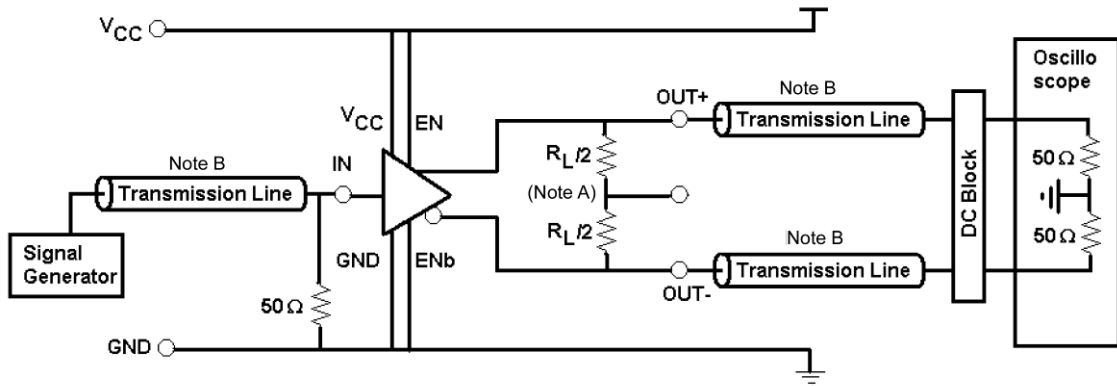 VCC
Oscillo
scope
Note B
OUT+
Transmission Line
VCC
EN
RL/2
50 Ω
Note B
IN
(Note A)
DC Block
Transmission Line
RL/2
50 Ω
Note B
Signal
Generator
GND
ENb
Transmission Line
OUT-
50 Ω
GND